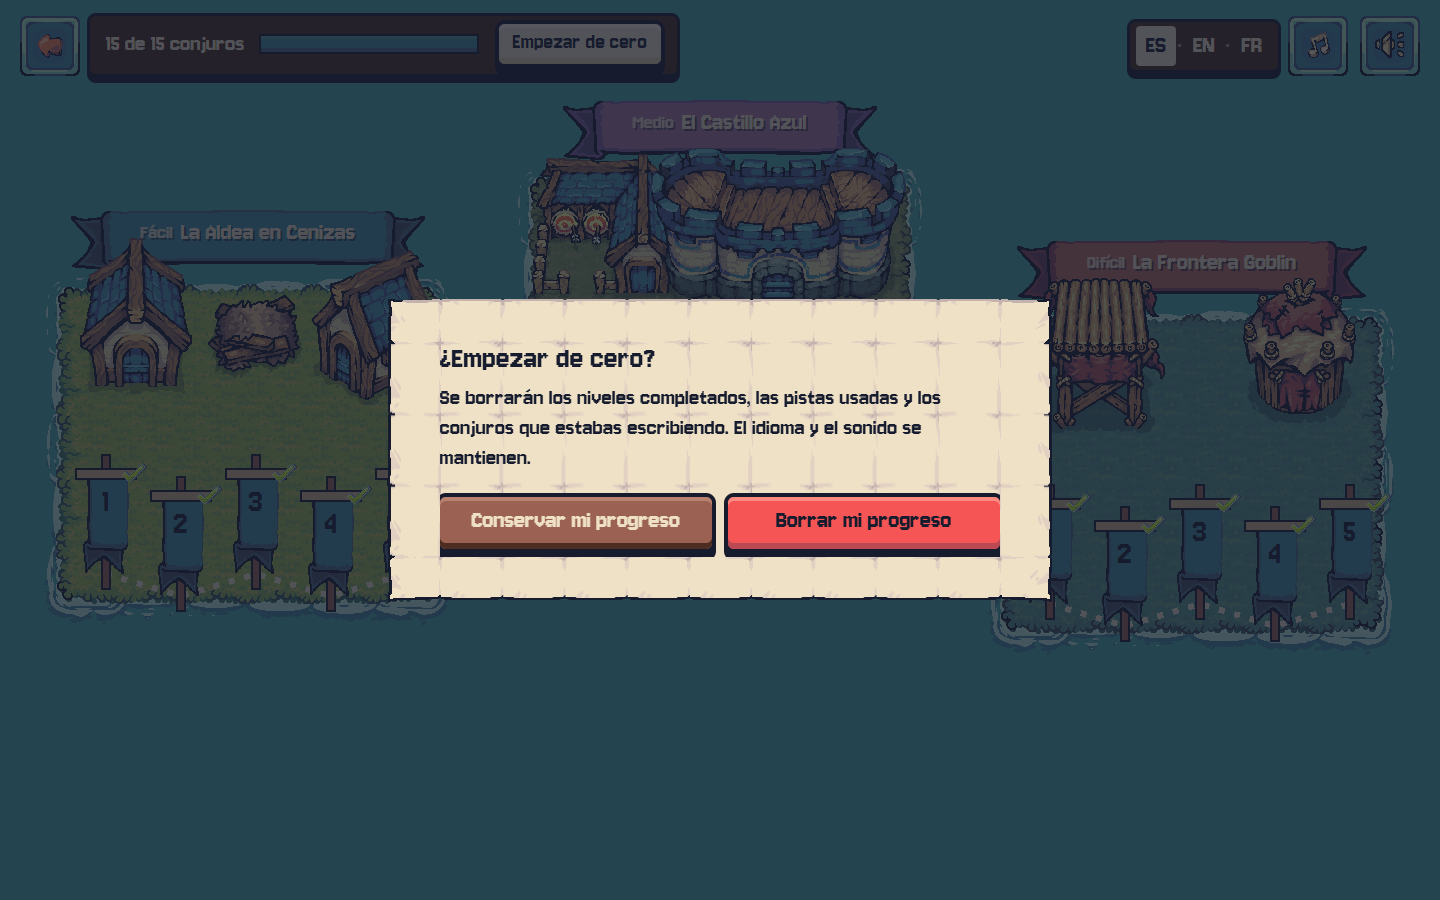 15 de 15 conjuros
Empezar de cero
ES · EN · FR
Medio El Castillo Azul
Fácil La Aldea en Cenizas
Difícil La Frontera Goblin
¿Empezar de cero?
Se borrarán los niveles completados, las pistas usadas y los
conjuros que estabas escribiendo. El idioma y el sonido se
mantienen.
Conservar mi progreso
Borrar mi progreso
1
2
3
4
2
3
4
5